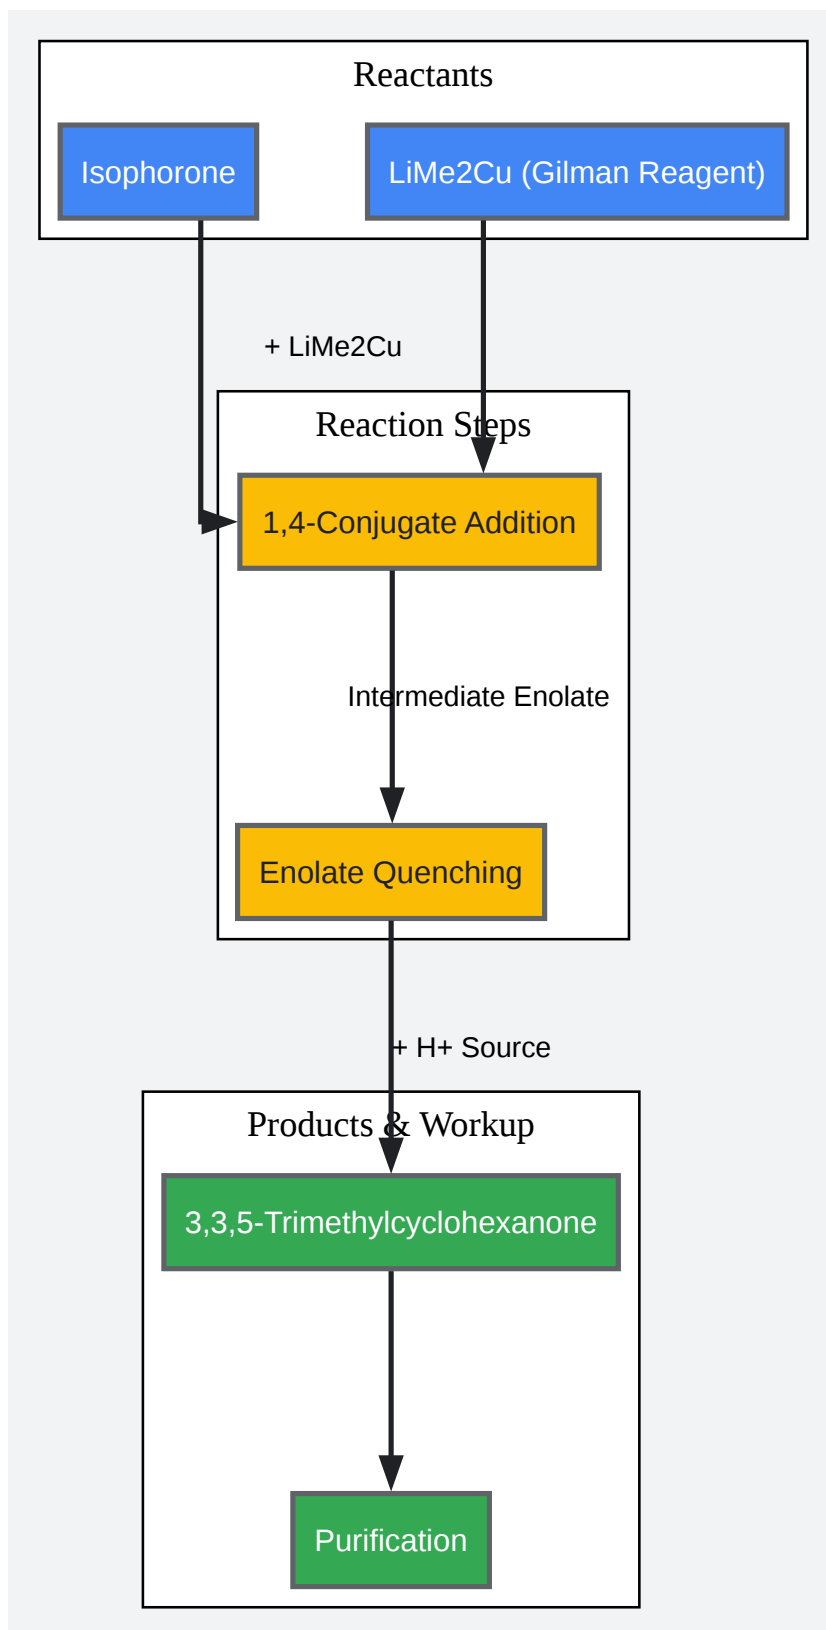 Reactants
Isophorone
LiMe2Cu (Gilman Reagent)
+ LiMe2Cu
Reaction Steps
1,4-Conjugate Addition
Intermediate Enolate
Enolate Quenching
+ H+ Source
Products & Workup
3,3,5-Trimethylcyclohexanone
Purification